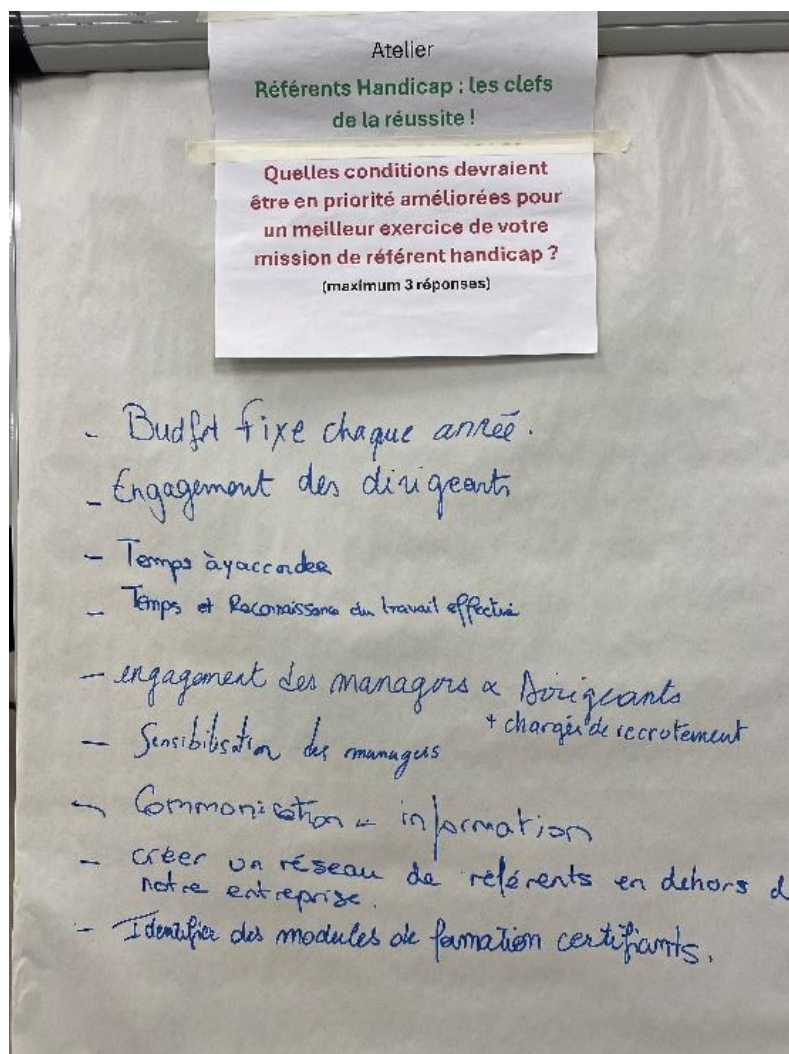 Atelier
Référents Handicap : les clefs
de la réussite !
Quelles conditions devraient
être en priorité améliorées pour
un meilleur exercice de votre
mission de référent handicap ?
(maximum 3 réponses)
- Budget fixe chaque année.
- Engagement des dirigeants
- Temps à y accorder
- Temps et Reconnaissance du travail effectué
- engagement des managers & Dirigeants
+ chargés de recrutement
- Sensibilisation des managers
- Communication - information
- créer un réseau de référents en dehors d
notre entreprise.
- Identifier des modules de formation certifiants.